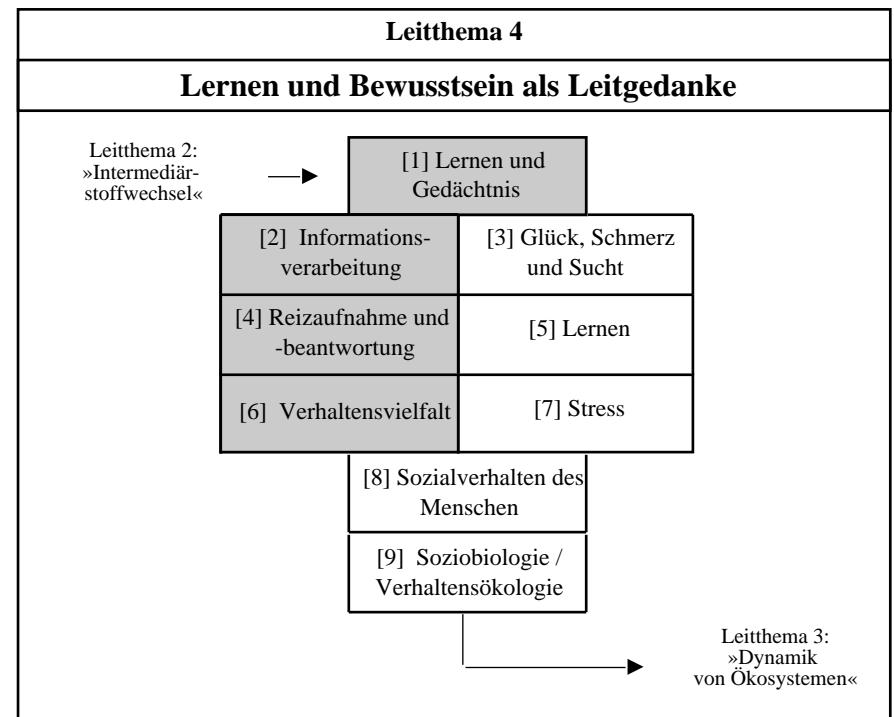 Leitthema 4
Lernen und Bewusstsein als Leitgedanke
Leitthema 2:
»Intermediär-
stoffwechsel«
[1] Lernen und
Gedächtnis
[2] Informations-
verarbeitung
[3] Glück, Schmerz
und Sucht
[4] Reizaufnahme und
-beantwortung
[5] Lernen
[6] Verhaltensvielfalt
[7] Stress
[8] Sozialverhalten des
Menschen
[9] Soziobiologie /
Verhaltensökologie
Leitthema 3:
»Dynamik
von Ökosystemen«